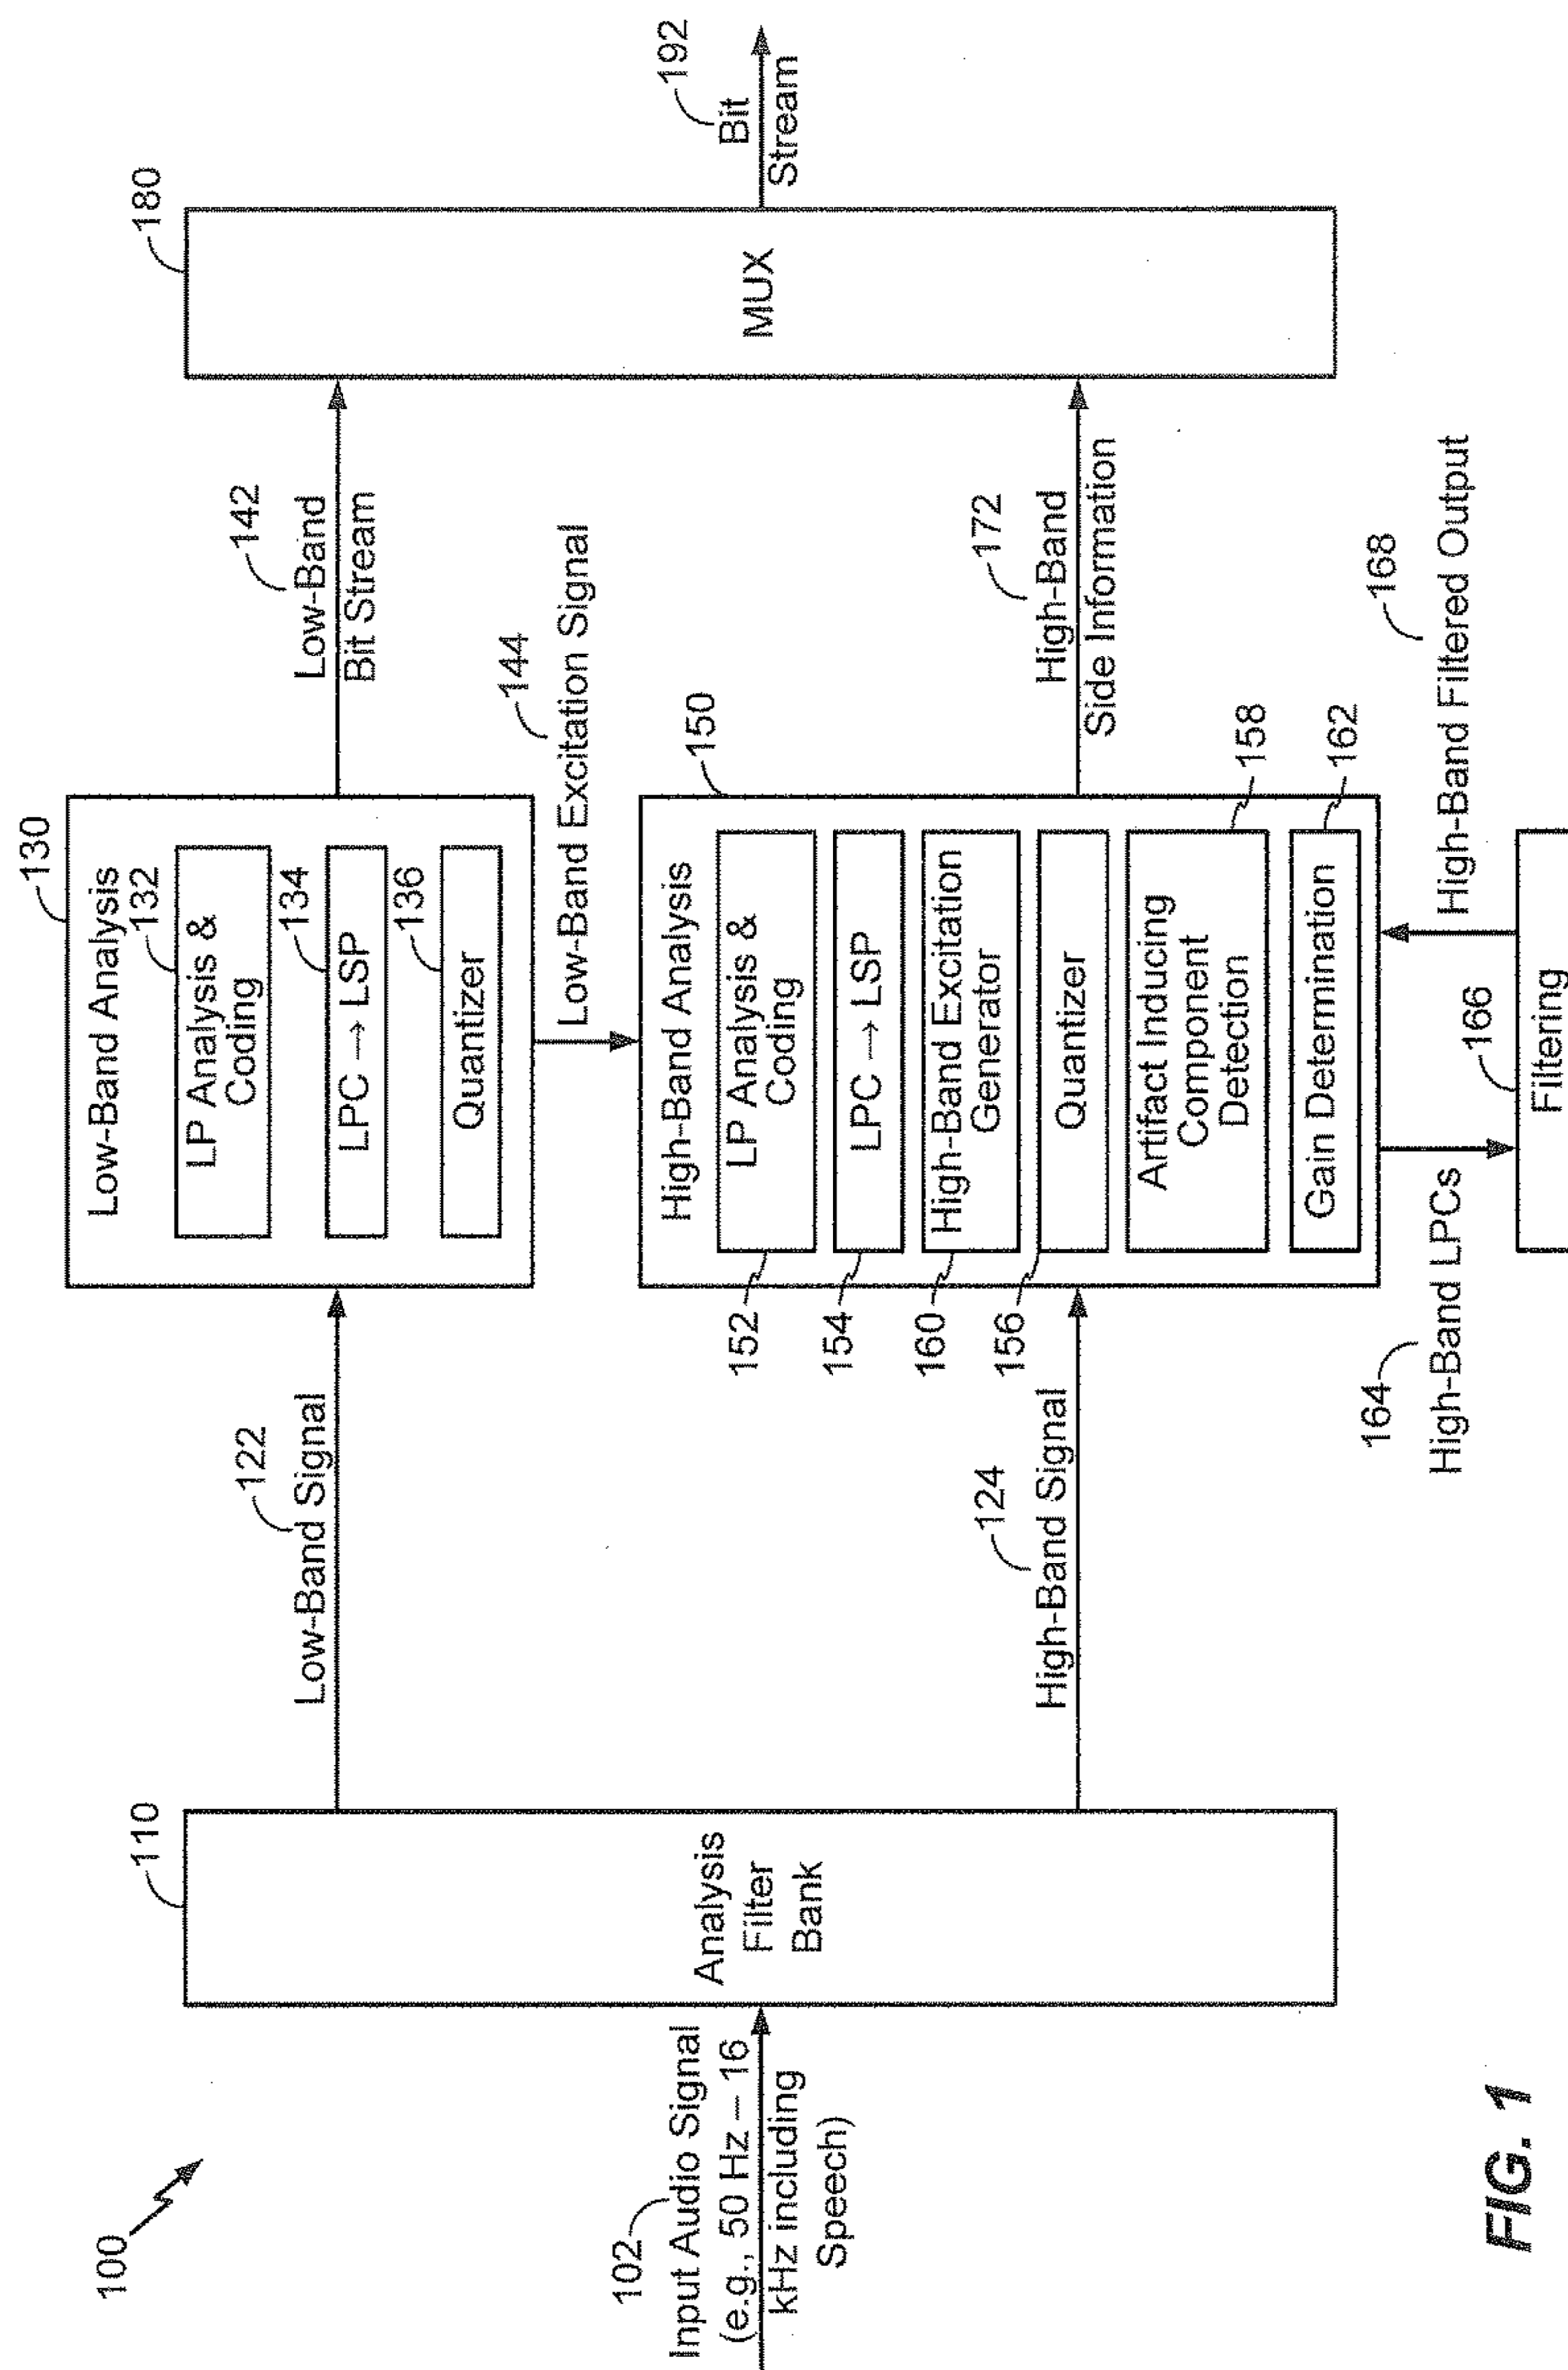 100
102
Input Audio Signal
(e.g., 50 Hz – 16
kHz including
Speech)
110
Analysis
Filter
Bank
122
Low-Band Signal
124
High-Band Signal
130
Low-Band Analysis
132
LP Analysis &
Coding
134
LPC → LSP
136
Quantizer
142
Low-Band
Bit Stream
144
Low-Band Excitation Signal
150
High-Band Analysis
152
LP Analysis &
Coding
154
LPC → LSP
160
High-Band Excitation
Generator
156
Quantizer
158
Artifact Inducing
Component
Detection
162
Gain Determination
164
High-Band LPCs
166
Filtering
168
High-Band Filtered Output
172
High-Band
Side Information
180
MUX
192
Bit
Stream
FIG. 1